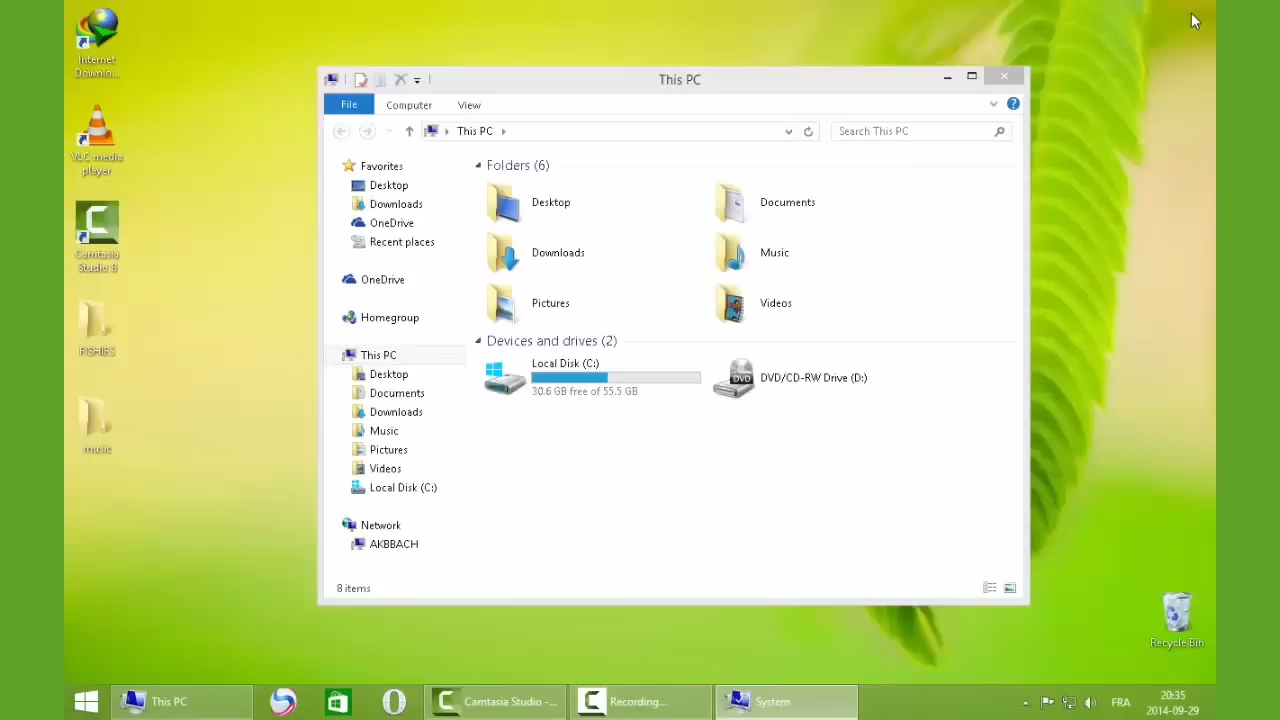 Internet
Downlo...
VLC media
player
Camtasia
Studio 8
FISHIES
music
This PC
File
Computer
View
This PC
Search This PC
Favorites
Desktop
Downloads
OneDrive
Recent places
OneDrive
Homegroup
This PC
Desktop
Documents
Downloads
Music
Pictures
Videos
Local Disk (C:)
Network
AKBBACH
Folders (6)
Desktop
Documents
Downloads
Music
Pictures
Videos
Devices and drives (2)
Local Disk (C:)
30.6 GB free of 55.5 GB
DVD
DVD/CD-RW Drive (D:)
8 items
Recycle Bin
This PC
Camtasia Studio -...
Recording...
System
FRA
20:35
2014-09-29